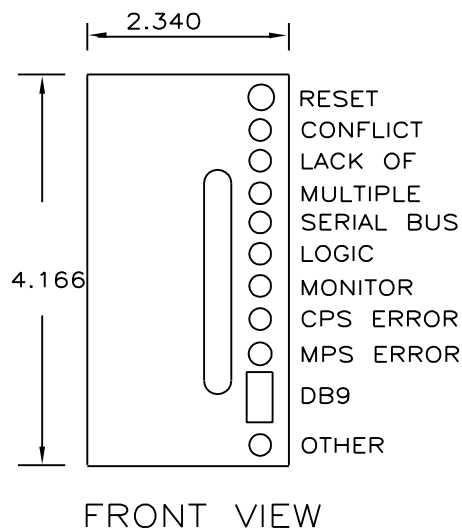 2.340
RESET
CONFLICT
LACK OF
MULTIPLE
SERIAL BUS
LOGIC
4.166
MONITOR
CPS ERROR
MPS ERROR
DB9
OTHER
FRONT VIEW